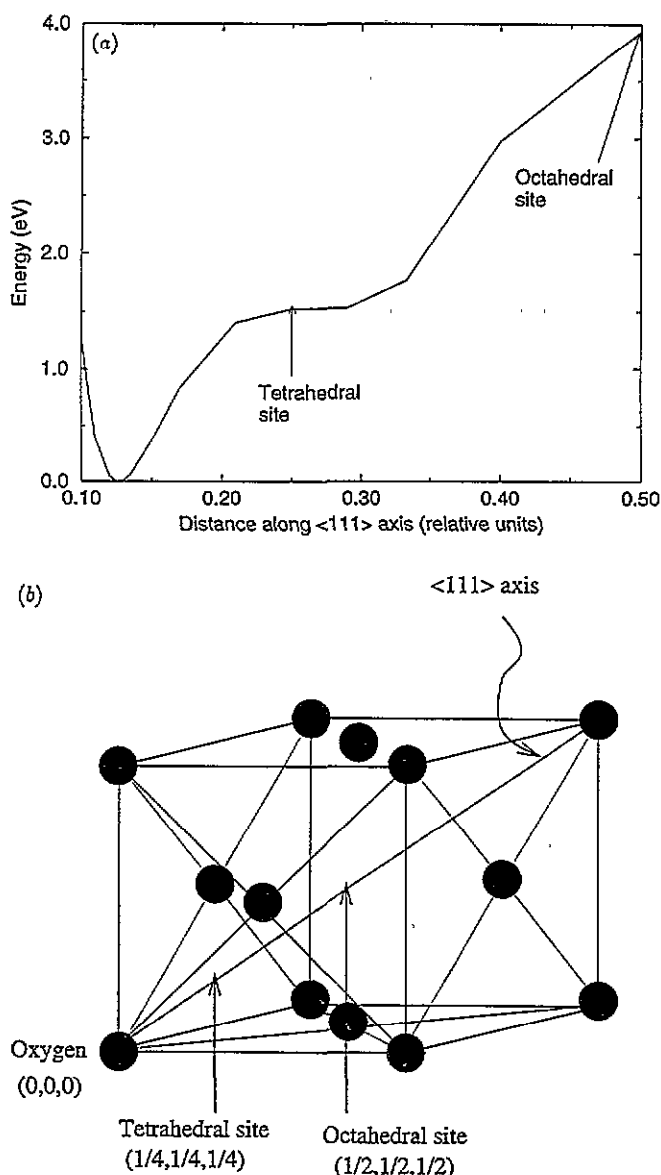 (a)
4.0
3.0
2.0
1.0
0.0
Energy (eV)
Octahedral
site
Tetrahedral
site
0.10
0.20
0.30
0.40
0.50
Distance along <111> axis (relative units)
(b)
<111> axis
Oxygen
(0,0,0)
Tetrahedral site
(1/4,1/4,1/4)
Octahedral site
(1/2,1/2,1/2)